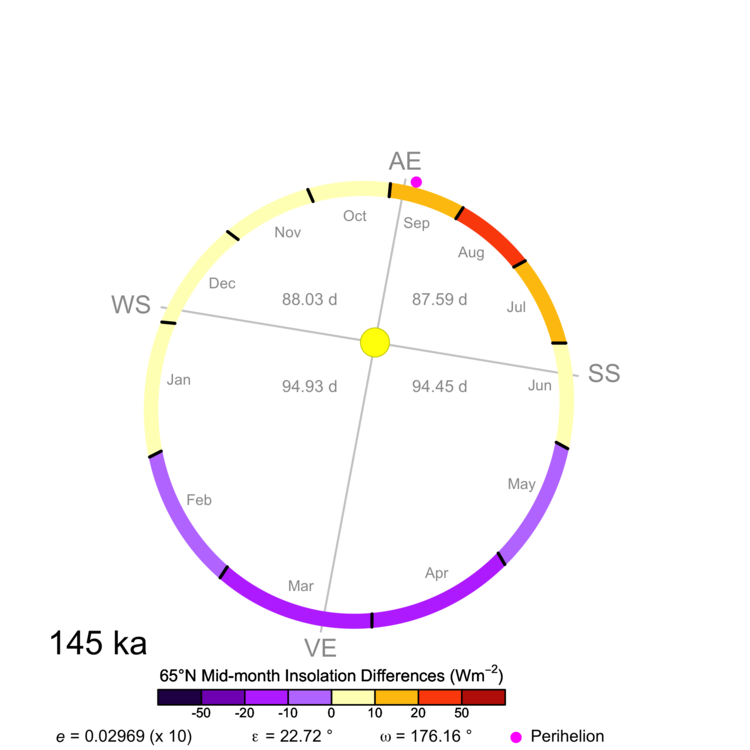 AE
Oct
Sep
Nov
Aug
Dec
88.03 d
87.59 d
WS
Jul
SS
Jan
94.93 d
94.45 d
Jun
Feb
May
Mar
Apr
145 ka
VE
65°N Mid-month Insolation Differences (Wm⁻²)
-50 -20 -10 0 10 20 50
e = 0.02969 (x 10) ε = 22.72 ° ω = 176.16 ° Perihelion